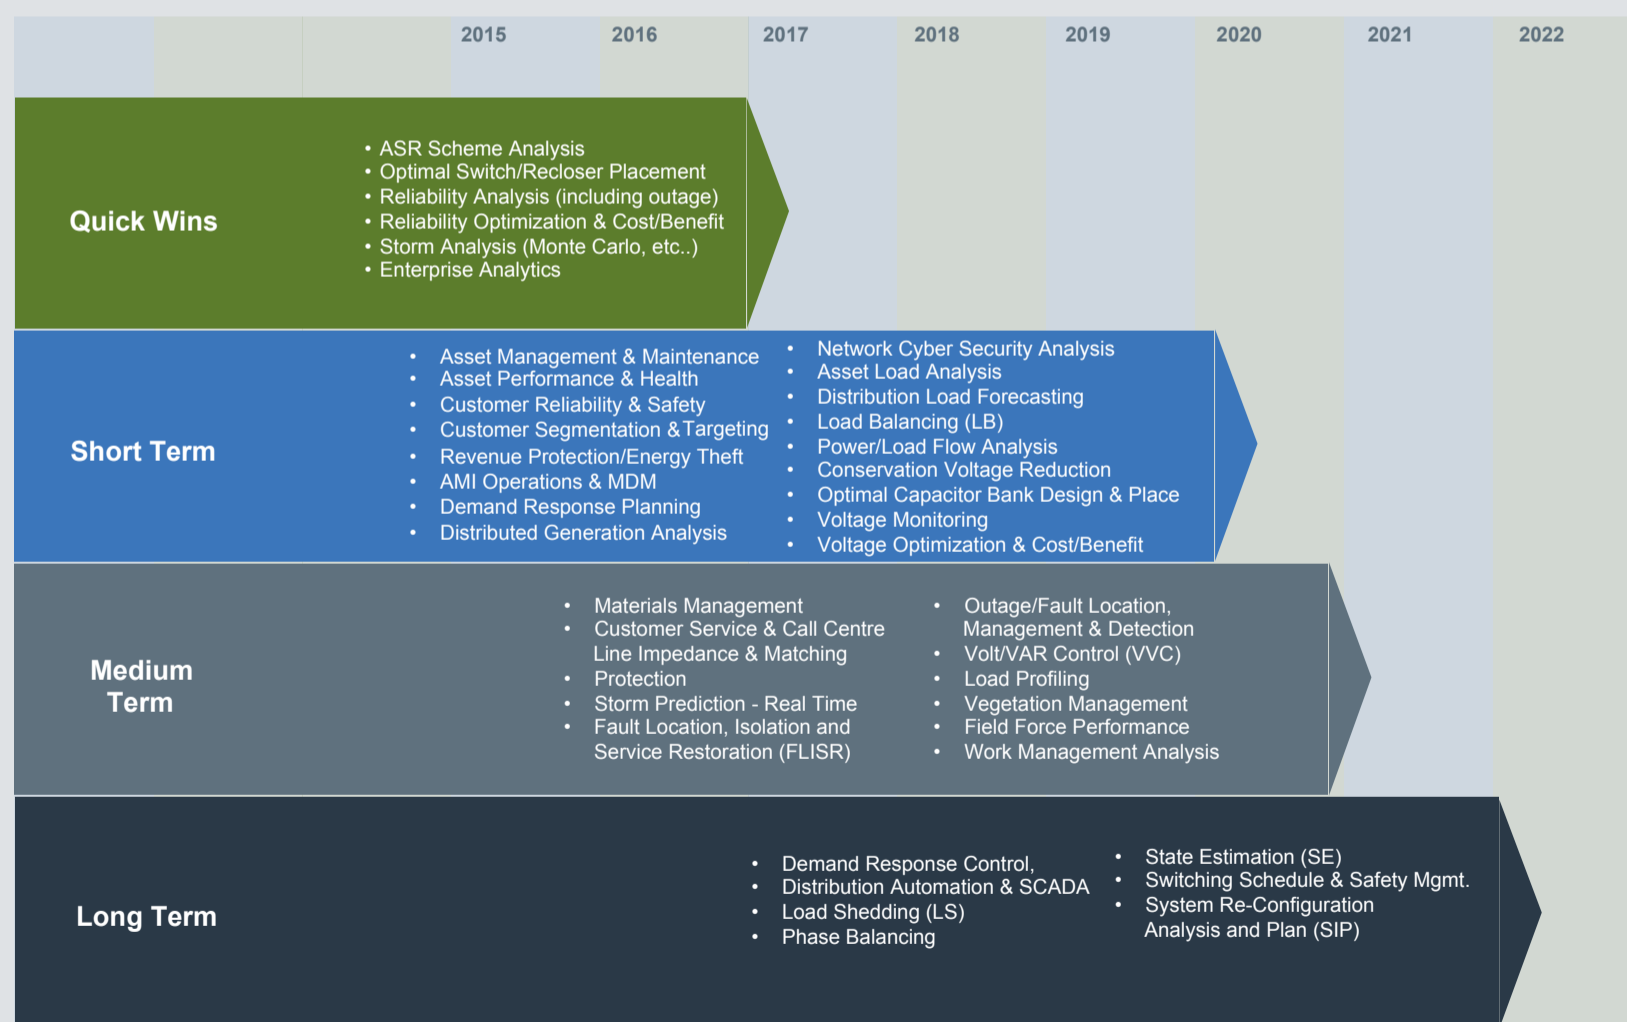 2015 2016 2017 2018 2019 2020 2021 2022
Quick Wins
• ASR Scheme Analysis
• Optimal Switch/Recloser Placement
• Reliability Analysis (including outage)
• Reliability Optimization & Cost/Benefit
• Storm Analysis (Monte Carlo, etc..)
• Enterprise Analytics
Short Term
• Asset Management & Maintenance
• Asset Performance & Health
• Customer Reliability & Safety
• Customer Segmentation & Targeting
• Revenue Protection/Energy Theft
• AMI Operations & MDM
• Demand Response Planning
• Distributed Generation Analysis
• Network Cyber Security Analysis
• Asset Load Analysis
• Distribution Load Forecasting
• Load Balancing (LB)
• Power/Load Flow Analysis
• Conservation Voltage Reduction
• Optimal Capacitor Bank Design & Place
• Voltage Monitoring
• Voltage Optimization & Cost/Benefit
Medium
Term
• Materials Management
• Customer Service & Call Centre
Line Impedance & Matching
• Protection
• Storm Prediction - Real Time
• Fault Location, Isolation and
Service Restoration (FLISR)
• Outage/Fault Location,
Management & Detection
• Volt/VAR Control (VVC)
• Load Profiling
• Vegetation Management
• Field Force Performance
• Work Management Analysis
Long Term
• Demand Response Control,
• Distribution Automation & SCADA
• Load Shedding (LS)
• Phase Balancing
• State Estimation (SE)
• Switching Schedule & Safety Mgmt.
• System Re-Configuration
Analysis and Plan (SIP)